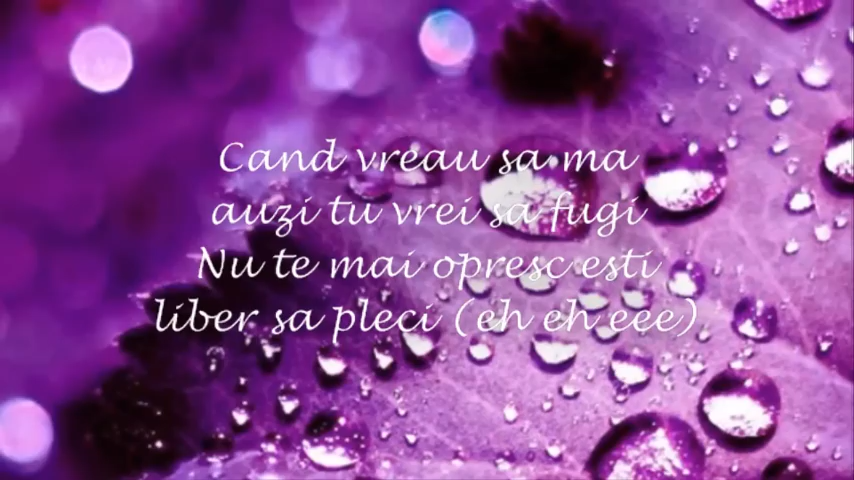 Cand vreau sa ma
auzi tu vrei sa fugi
Nu te mai opresc esti
liber sa pleci (eh eh eee)